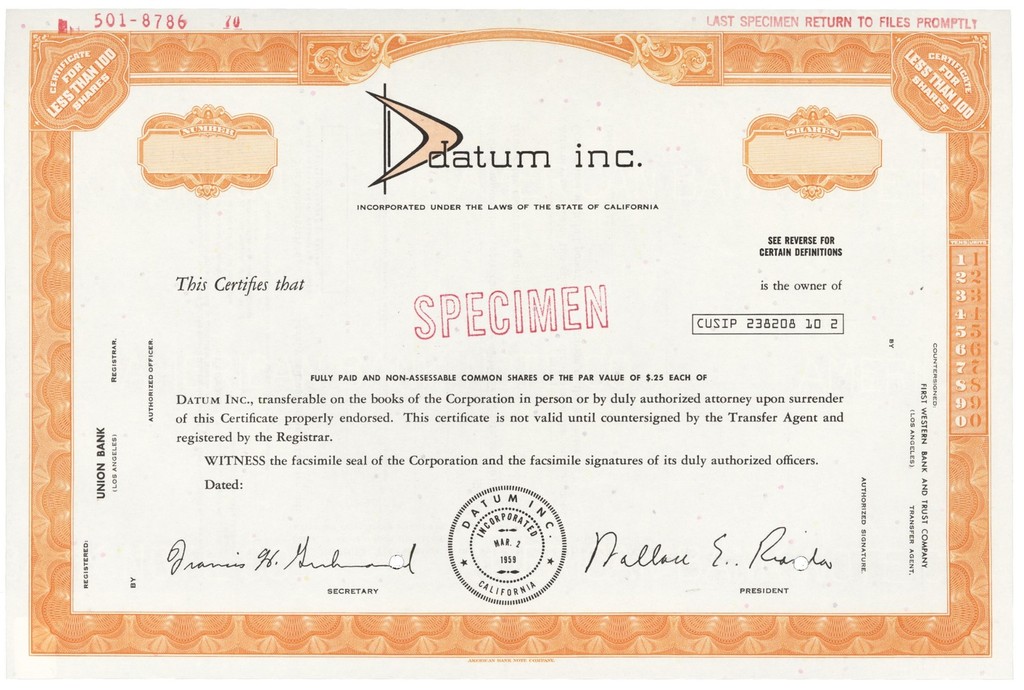 501-8786 70
LAST SPECIMEN RETURN TO FILES PROMPTLY
CERTIFICATE
FOR
LESS THAN 100
SHARES
CERTIFICATE
FOR
LESS THAN 100
SHARES
NUMBER
SHARES
datum inc.
INCORPORATED UNDER THE LAWS OF THE STATE OF CALIFORNIA
SEE REVERSE FOR
CERTAIN DEFINITIONS
This Certifies that
is the owner of
SPECIMEN
CUSIP 238208 10 2
FULLY PAID AND NON-ASSESSABLE COMMON SHARES OF THE PAR VALUE OF $.25 EACH OF
DATUM INC., transferable on the books of the Corporation in person or by duly authorized attorney upon surrender
of this Certificate properly endorsed. This certificate is not valid until countersigned by the Transfer Agent and
registered by the Registrar.
WITNESS the facsimile seal of the Corporation and the facsimile signatures of its duly authorized officers.
Dated:
DATUM INC.
INCORPORATED
MAR. 2
1959
CALIFORNIA
Wallace E.
SECRETARY
PRESIDENT
REGISTERED:
UNION BANK
(LOS ANGELES)
REGISTRAR.
BY
AUTHORIZED OFFICER.
COUNTERSIGNED:
FIRST WESTERN BANK AND TRUST COMPANY
(LOS ANGELES)
TRANSFER AGENT.
BY
AUTHORIZED SIGNATURE.
1 1
2 2
3 3
4 4
5 5
6 6
7 7
8 8
9 9
0 0
AMERICAN BANK NOTE COMPANY.